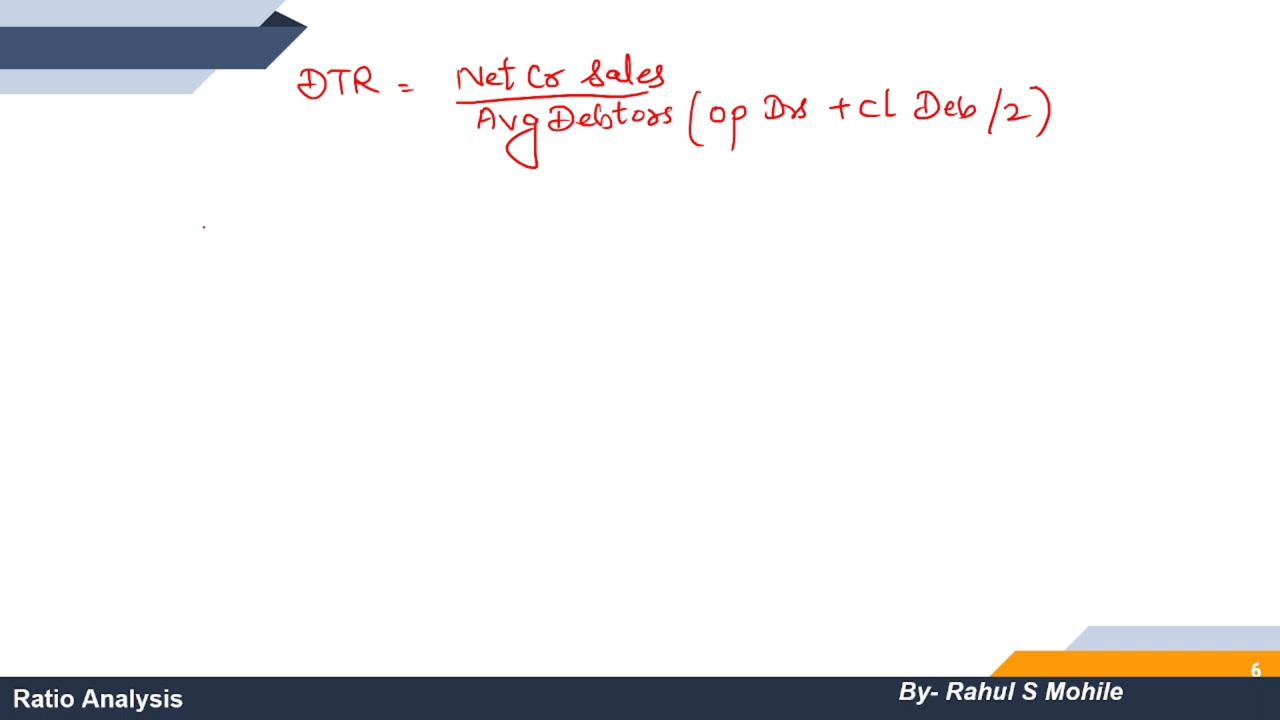 DTR = Net Cr Sales
Avg Debtors (op Drs + cl Deb /2)
6
Ratio Analysis
By- Rahul S Mohile